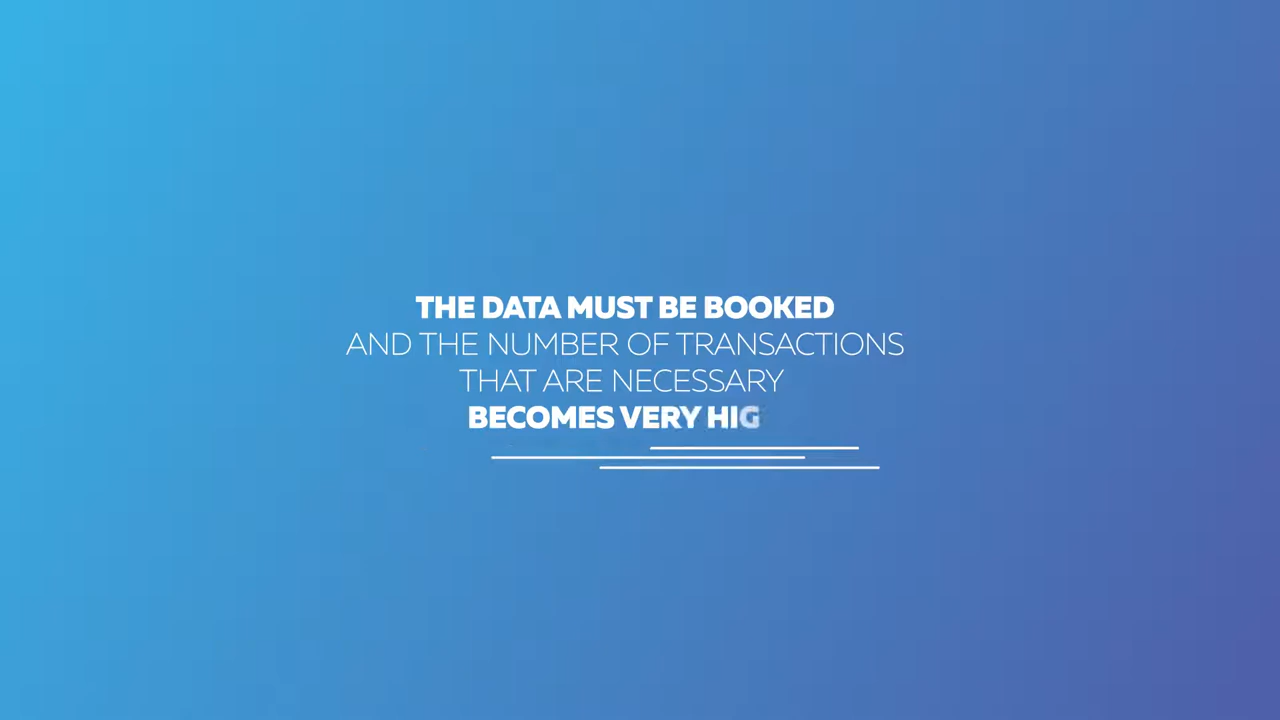 THE DATA MUST BE BOOKED
AND THE NUMBER OF TRANSACTIONS
THAT ARE NECESSARY
BECOMES VERY HIG